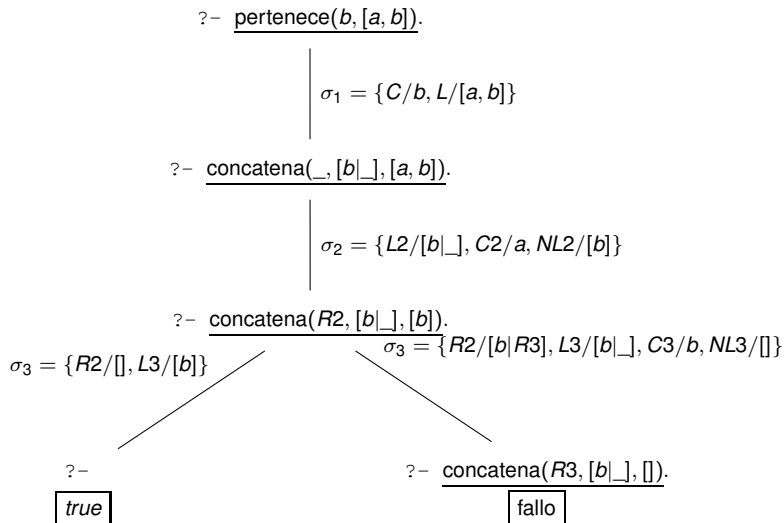 ?- pertenece(b, [a, b]).
σ1 = {C/b, L/[a, b]}
?- concatena(_, [b|_], [a, b]).
σ2 = {L2/[b|_], C2/a, NL2/[b]}
?- concatena(R2, [b|_], [b]).
σ3 = {R2/[], L3/[b]}
σ3 = {R2/[b|R3], L3/[b|_], C3/b, NL3/[]}
?-
?- concatena(R3, [b|_], []).
true
fallo